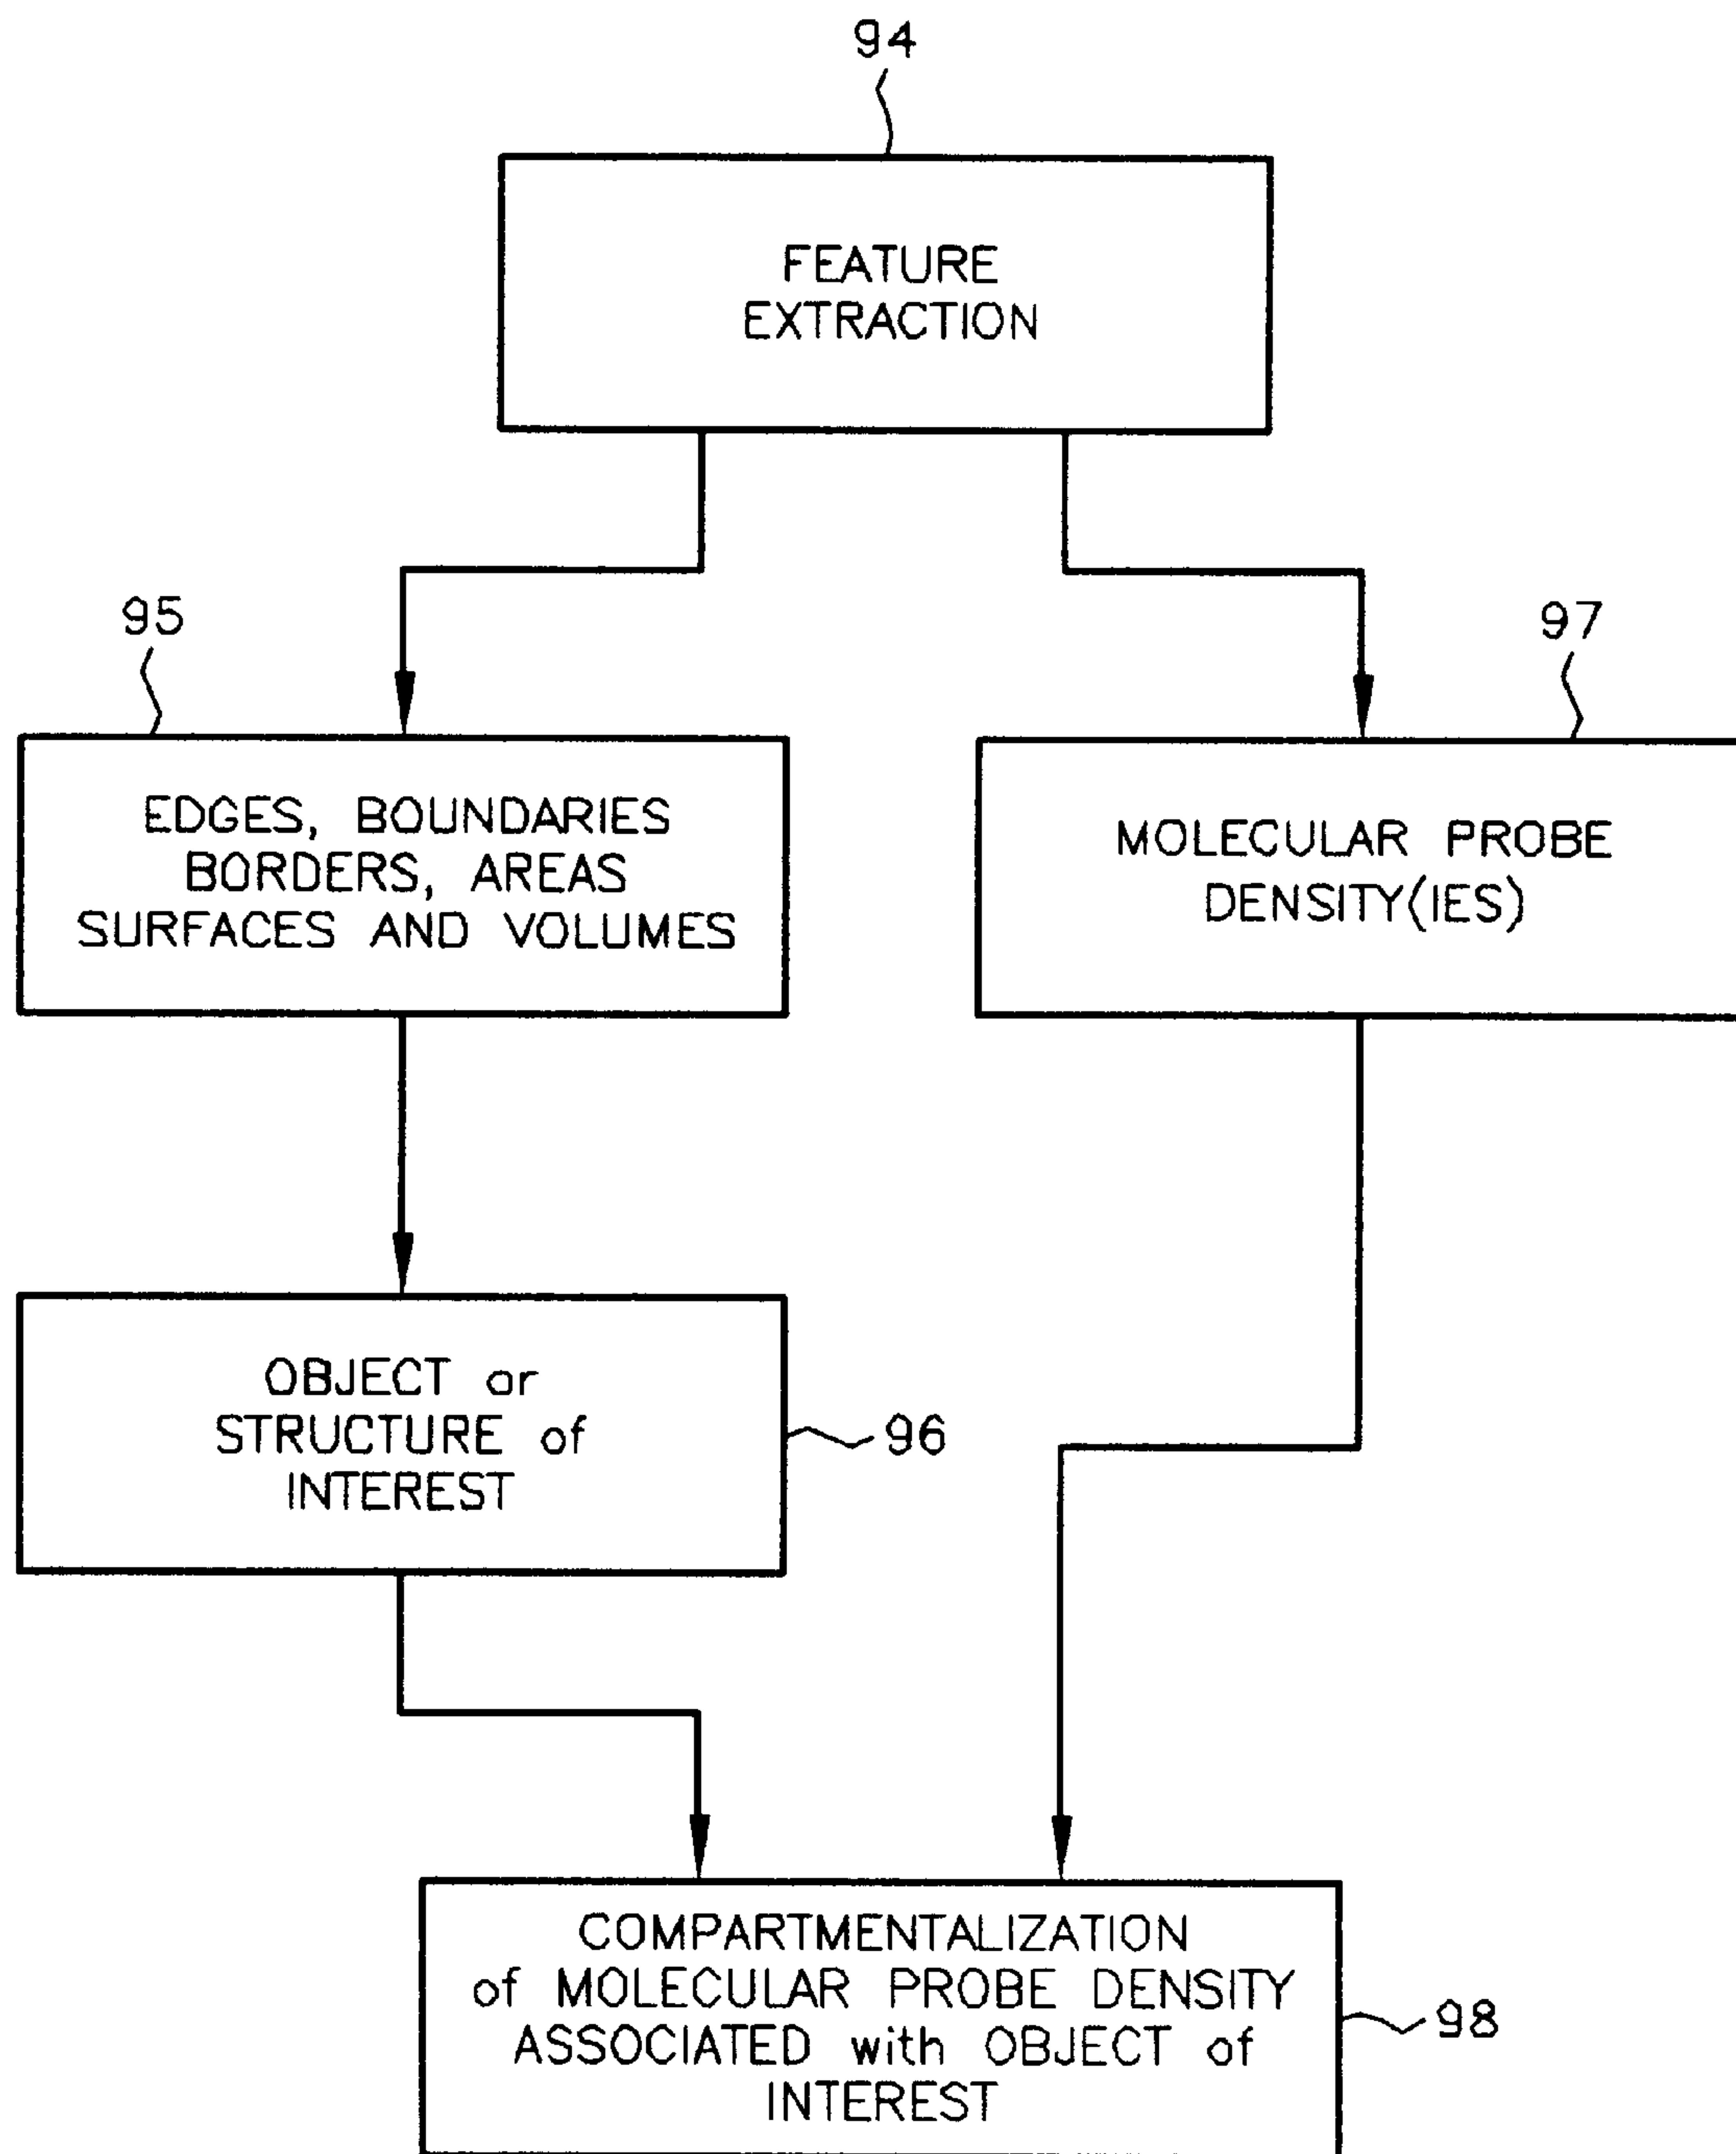 94
FEATURE
EXTRACTION
95
97
EDGES, BOUNDARIES
BORDERS, AREAS
SURFACES AND VOLUMES
MOLECULAR PROBE
DENSITY(IES)
OBJECT or
STRUCTURE of
INTEREST
96
COMPARTMENTALIZATION
of MOLECULAR PROBE DENSITY
ASSOCIATED with OBJECT of
INTEREST
98